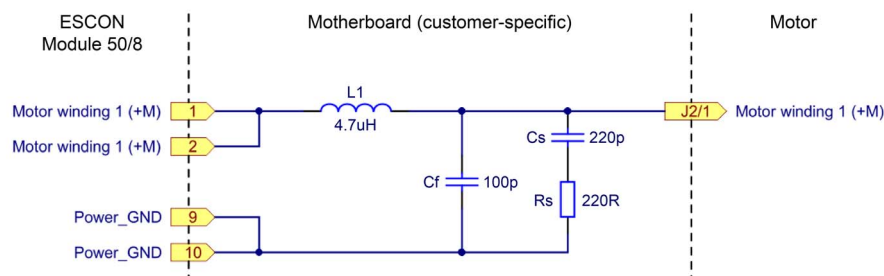 ESCON
Module 50/8
Motherboard (customer-specific)
Motor
L1
4.7uH
Motor winding 1 (+M)
1
J2/1
Motor winding 1 (+M)
Motor winding 1 (+M)
2
Cs
220p
Cf
100p
Rs
220R
Power_GND
9
Power_GND
10